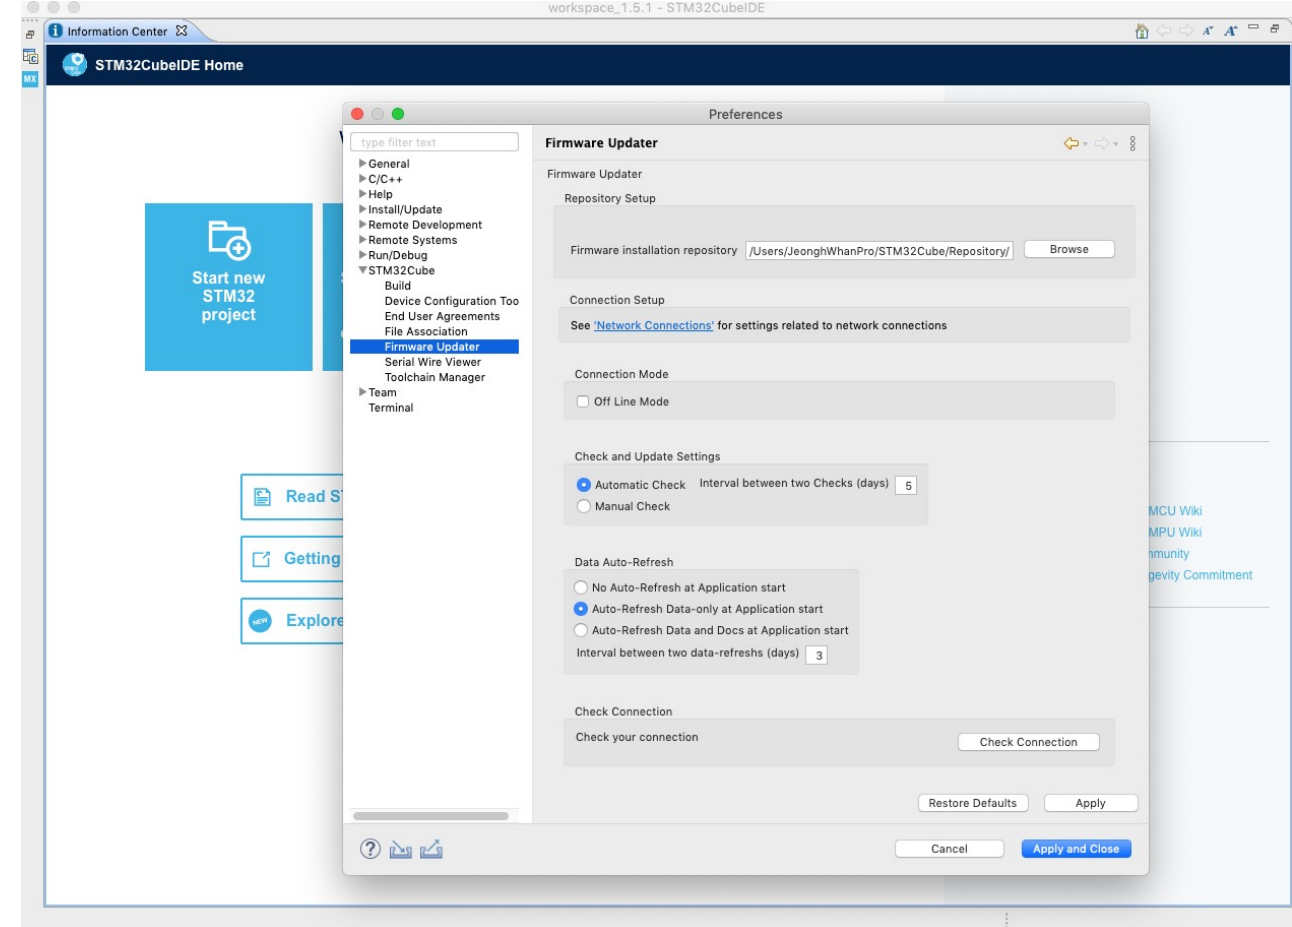 workspace_1.5.1 - STM32CubeIDE
Information Center
STM32CubeIDE Home
MX
Preferences
type filter text
General
C/C++
Help
Install/Update
Remote Development
Remote Systems
Run/Debug
STM32Cube
Build
Device Configuration Too
End User Agreements
File Association
Firmware Updater
Serial Wire Viewer
Toolchain Manager
Team
Terminal
Firmware Updater
Firmware Updater
Repository Setup
Firmware installation repository /Users/JeonghWhanPro/STM32Cube/Repository/ Browse
Connection Setup
See 'Network Connections' for settings related to network connections
Connection Mode
Off Line Mode
Check and Update Settings
Automatic Check Interval between two Checks (days) 5
Manual Check
Data Auto-Refresh
No Auto-Refresh at Application start
Auto-Refresh Data-only at Application start
Auto-Refresh Data and Docs at Application start
Interval between two data-refreshs (days) 3
Check Connection
Check your connection Check Connection
Restore Defaults Apply
Cancel Apply and Close
Start new
STM32
project
Read S
Getting
NEW Explore
MCU Wiki
MPU Wiki
mmunity
gevity Commitment